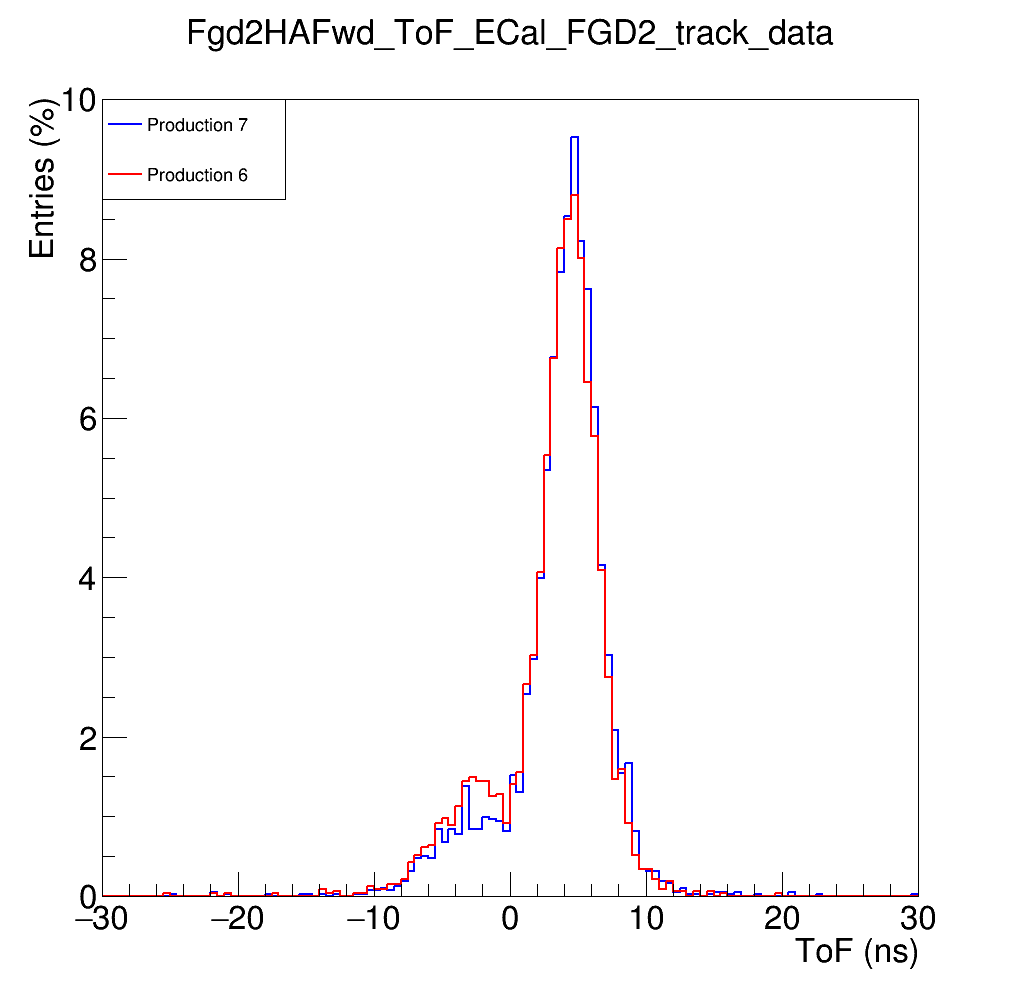 Fgd2HAFwd_ToF_ECal_FGD2_track_data
Entries (%)
Production 7
Production 6
10
8
6
4
2
0
−30 −20 −10 0 10 20 30
ToF (ns)